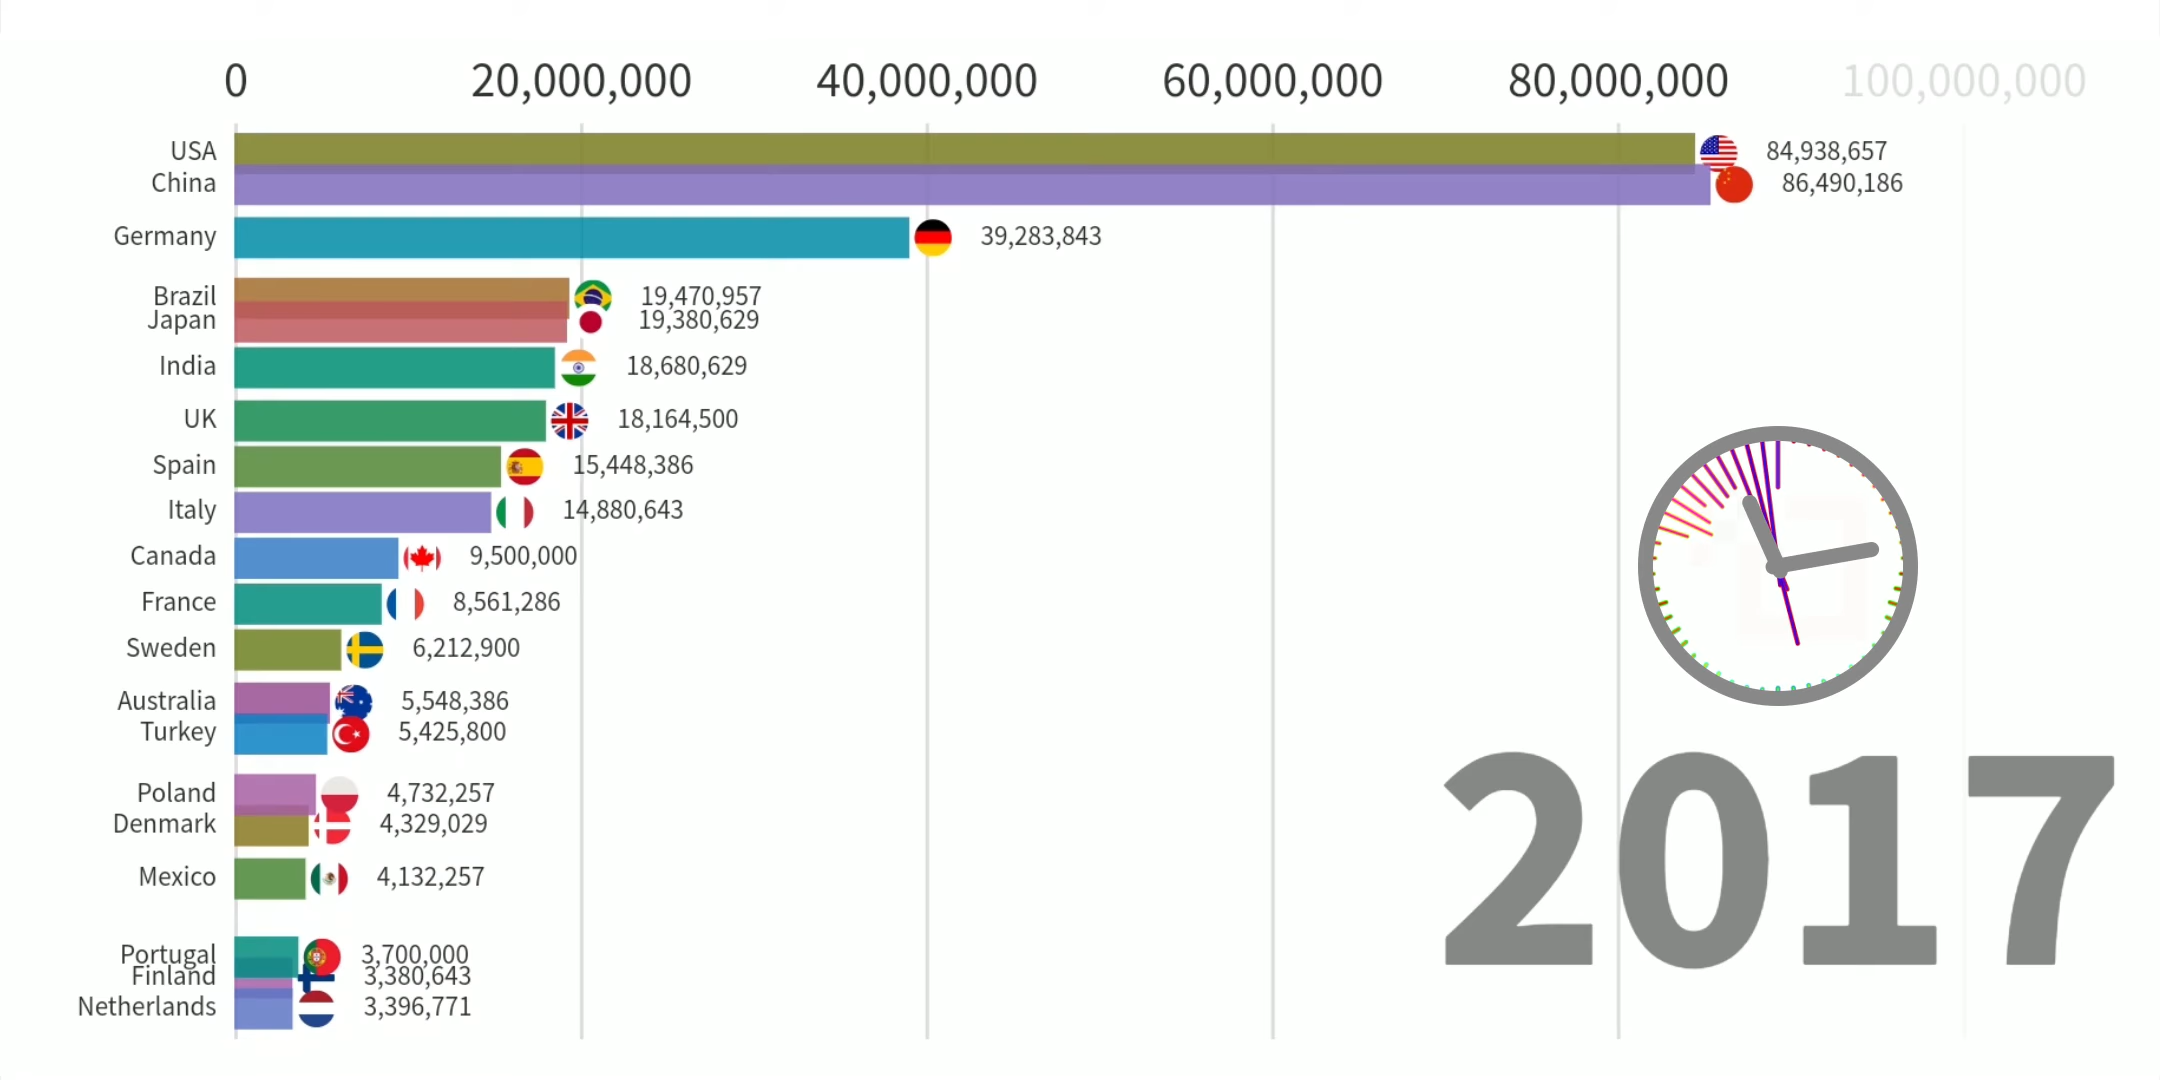 0 20,000,000 40,000,000 60,000,000 80,000,000 100,000,000
USA 84,938,657
China 86,490,186
Germany 39,283,843
Brazil 19,470,957
Japan 19,380,629
India 18,680,629
UK 18,164,500
Spain 15,448,386
Italy 14,880,643
Canada 9,500,000
France 8,561,286
Sweden 6,212,900
Australia 5,548,386
Turkey 5,425,800
Poland 4,732,257
Denmark 4,329,029
Mexico 4,132,257
Portugal 3,700,000
Finland 3,380,643
Netherlands 3,396,771
2017